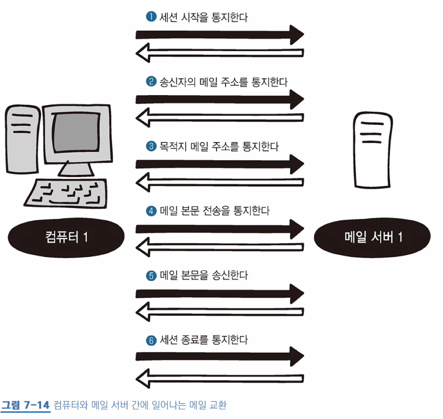 ❶ 세션 시작을 통지한다
❷ 송신자의 메일 주소를 통지한다
❸ 목적지 메일 주소를 통지한다
❹ 메일 본문 전송을 통지한다
❺ 메일 본문을 송신한다
❻ 세션 종료를 통지한다
컴퓨터 1
메일 서버 1
그림 7-14 컴퓨터와 메일 서버 간에 일어나는 메일 교환